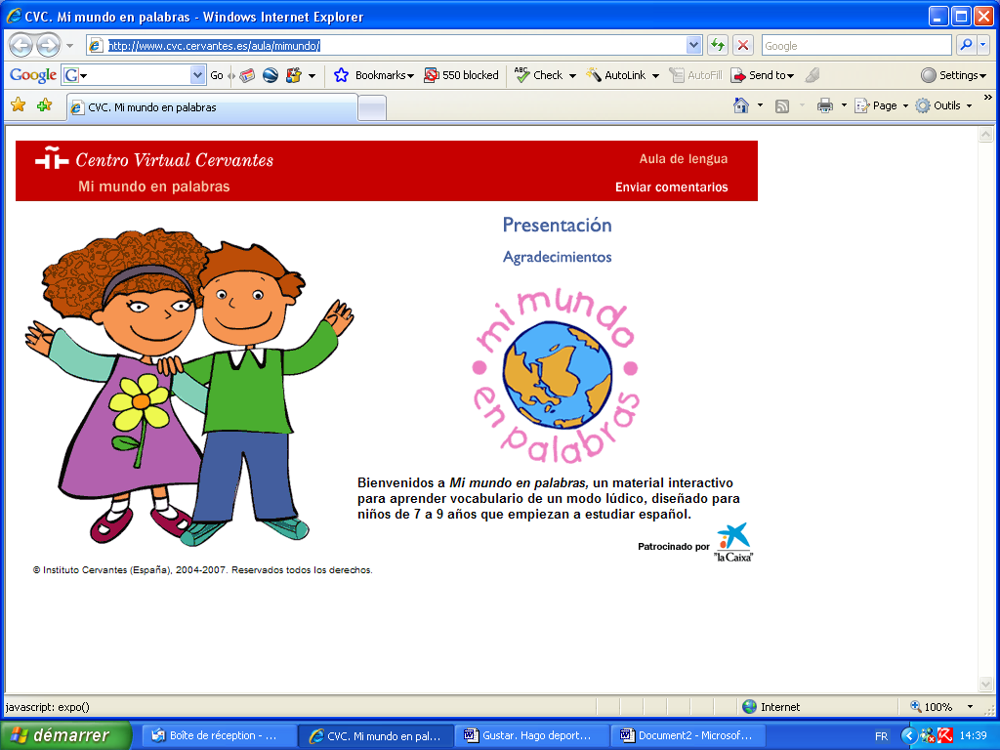 CVC. Mi mundo en palabras - Windows Internet Explorer
http://www.cvc.cervantes.es/aula/mimundo/
Google
Google G Go Bookmarks 550 blocked ABC Check AutoLink AutoFill Send to Settings
CVC. Mi mundo en palabras Page Outils
Centro Virtual Cervantes
Aula de lengua
Mi mundo en palabras
Enviar comentarios
Presentación
Agradecimientos
mi mundo
en palabras
Bienvenidos a Mi mundo en palabras, un material interactivo
para aprender vocabulario de un modo lúdico, diseñado para
niños de 7 a 9 años que empiezan a estudiar español.
Patrocinado por
"la Caixa"
© Instituto Cervantes (España), 2004-2007. Reservados todos los derechos.
javascript: expo() Internet 100%
démarrer Boîte de réception - ... CVC. Mi mundo en pal... Gustar. Hago deport... Document2 - Microsof... FR 14:39